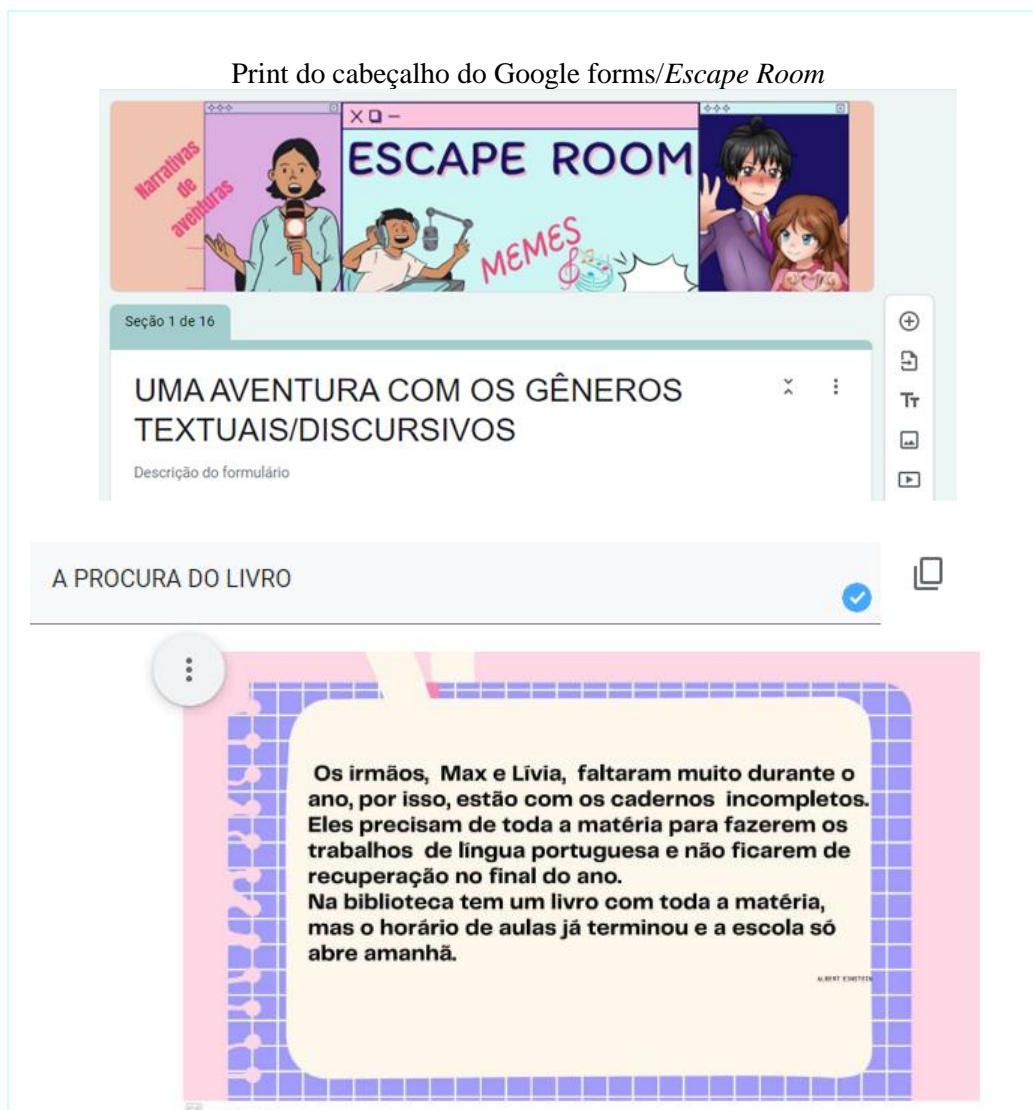 Print do cabeçalho do Google forms/Escape Room
Narrativas
de
aventuras
ESCAPE ROOM
MEMES
Seção 1 de 16
UMA AVENTURA COM OS GÊNEROS
TEXTUAIS/DISCURSIVOS
Descrição do formulário
Tт
A PROCURA DO LIVRO
Os irmãos, Max e Lívia, faltaram muito durante o
ano, por isso, estão com os cadernos incompletos.
Eles precisam de toda a matéria para fazerem os
trabalhos de língua portuguesa e não ficarem de
recuperação no final do ano.
Na biblioteca tem um livro com toda a matéria,
mas o horário de aulas já terminou e a escola só
abre amanhã.
ALBERT EINSTEIN